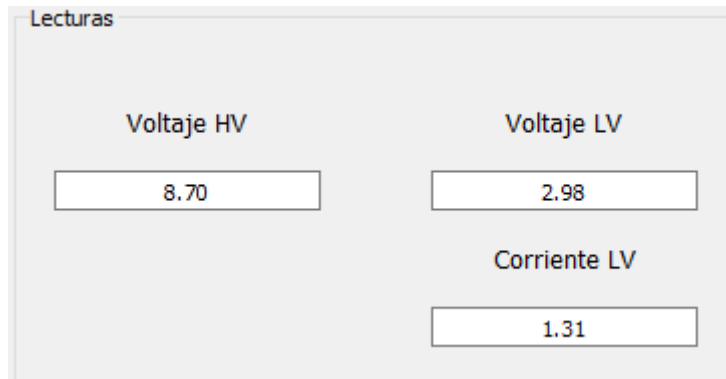 Lecturas
Voltaje HV
Voltaje LV
8.70
2.98
Corriente LV
1.31